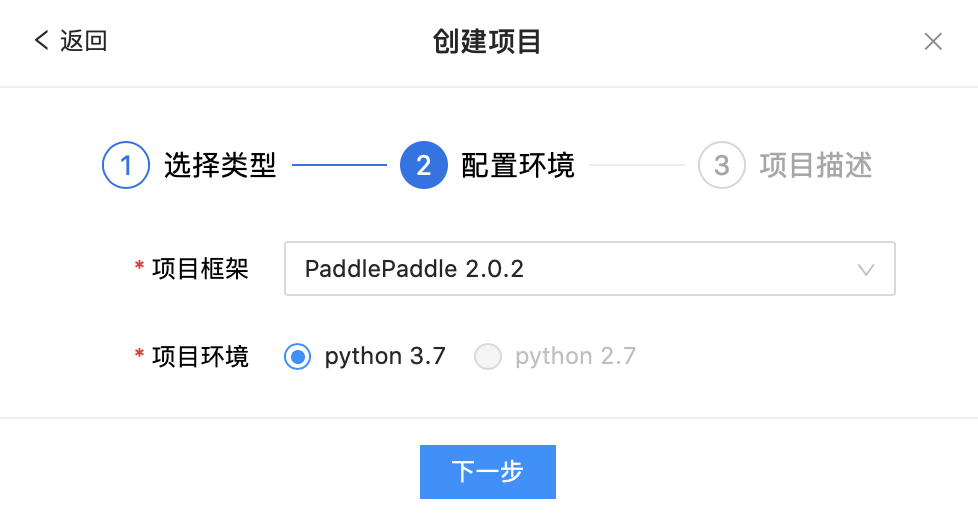 返回 创建项目
1 选择类型 2 配置环境 3 项目描述
* 项目框架 PaddlePaddle 2.0.2
* 项目环境 python 3.7 python 2.7
下一步